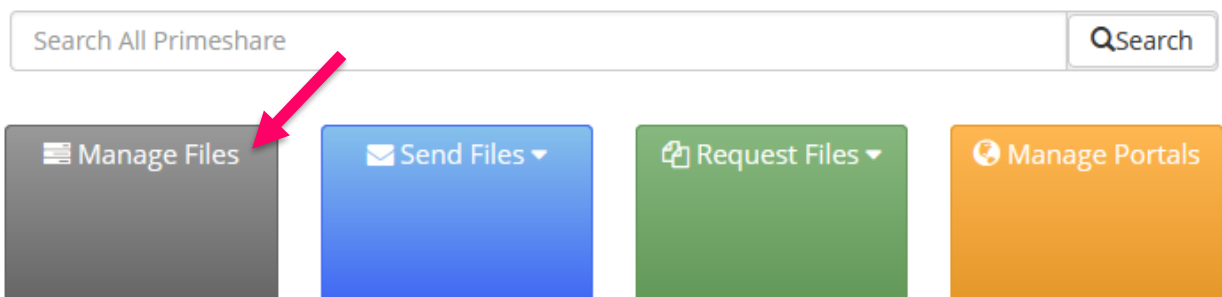 Search All Primeshare
Search
Manage Files
Send Files
Request Files
Manage Portals